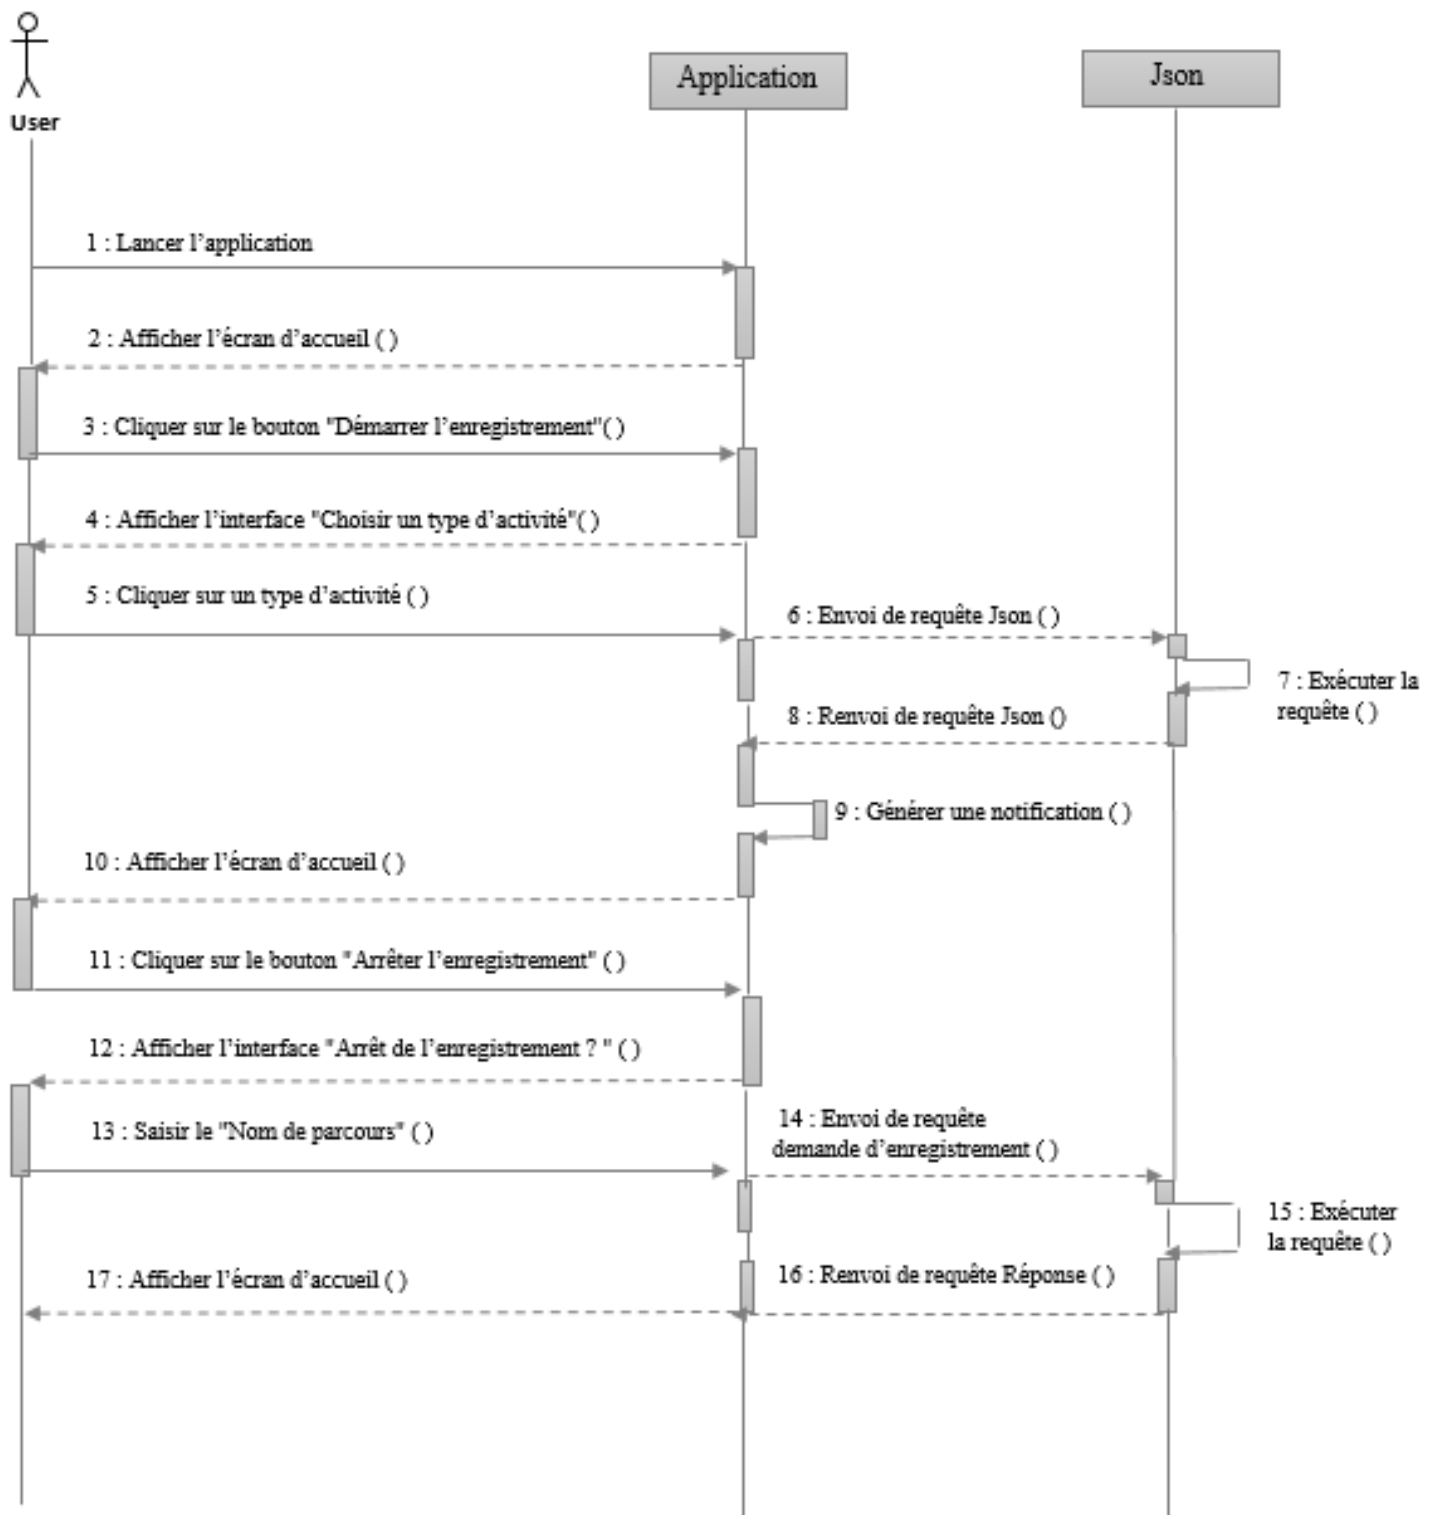 User
Application
Json
1 : Lancer l’application
2 : Afficher l’écran d’accueil ( )
3 : Cliquer sur le bouton "Démarrer l’enregistrement"( )
4 : Afficher l’interface "Choisir un type d’activité"( )
5 : Cliquer sur un type d’activité ( )
6 : Envoi de requête Json ( )
7 : Exécuter la
requête ( )
8 : Renvoi de requête Json ()
9 : Générer une notification ( )
10 : Afficher l’écran d’accueil ( )
11 : Cliquer sur le bouton "Arrêter l’enregistrement" ( )
12 : Afficher l’interface "Arrêt de l’enregistrement ? " ( )
13 : Saisir le "Nom de parcours" ( )
14 : Envoi de requête
demande d’enregistrement ( )
15 : Exécuter
la requête ( )
16 : Renvoi de requête Réponse ( )
17 : Afficher l’écran d’accueil ( )